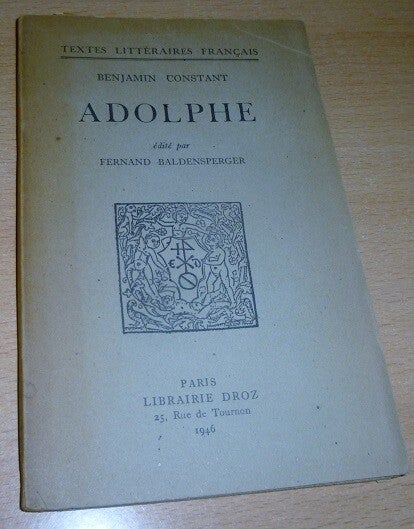 TEXTES LITTÉRAIRES FRANÇAIS
BENJAMIN CONSTANT
ADOLPHE
édité par
FERNAND BALDENSPERGER
PARIS
LIBRAIRIE DROZ
25, Rue de Tournon
1946